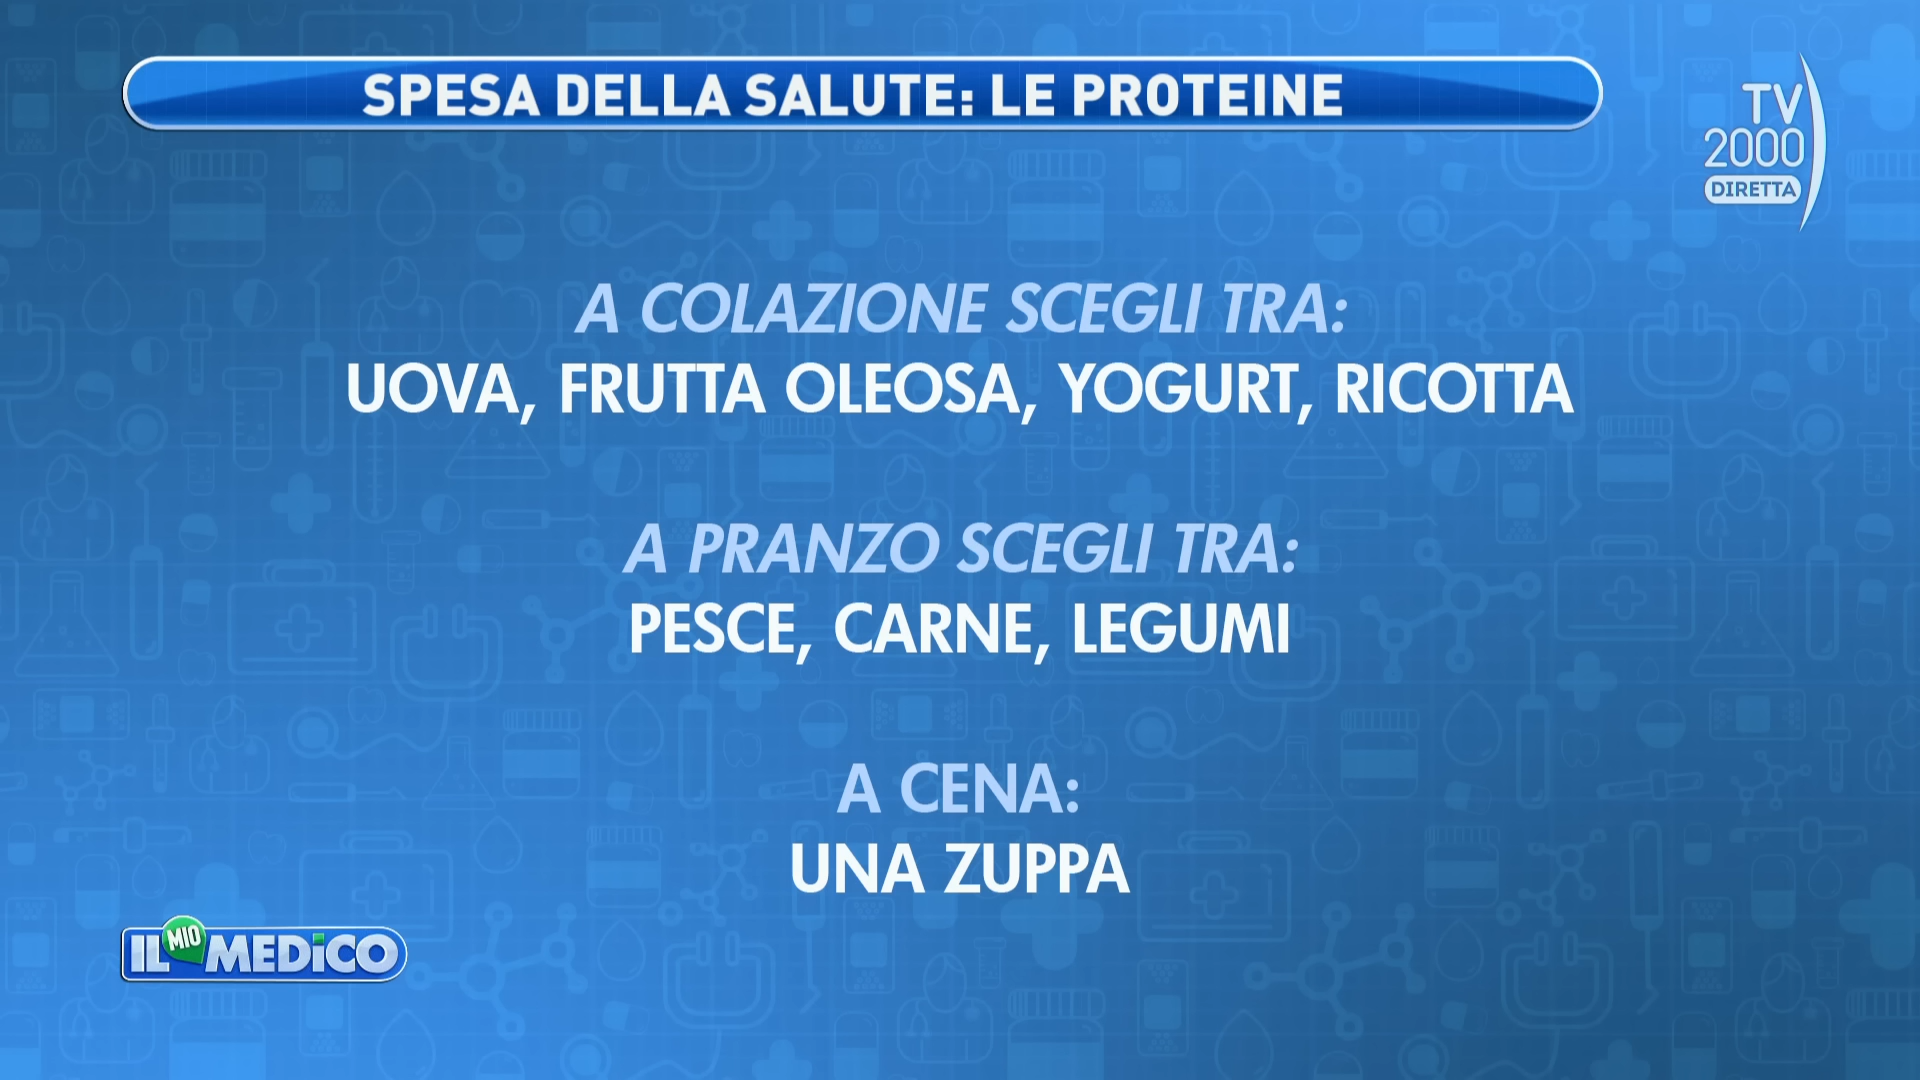 SPESA DELLA SALUTE: LE PROTEINE
TV
2000
DIRETTA
A COLAZIONE SCEGLI TRA:
UOVA, FRUTTA OLEOSA, YOGURT, RICOTTA
A PRANZO SCEGLI TRA:
PESCE, CARNE, LEGUMI
A CENA:
UNA ZUPPA
IL MIO MEDiCO